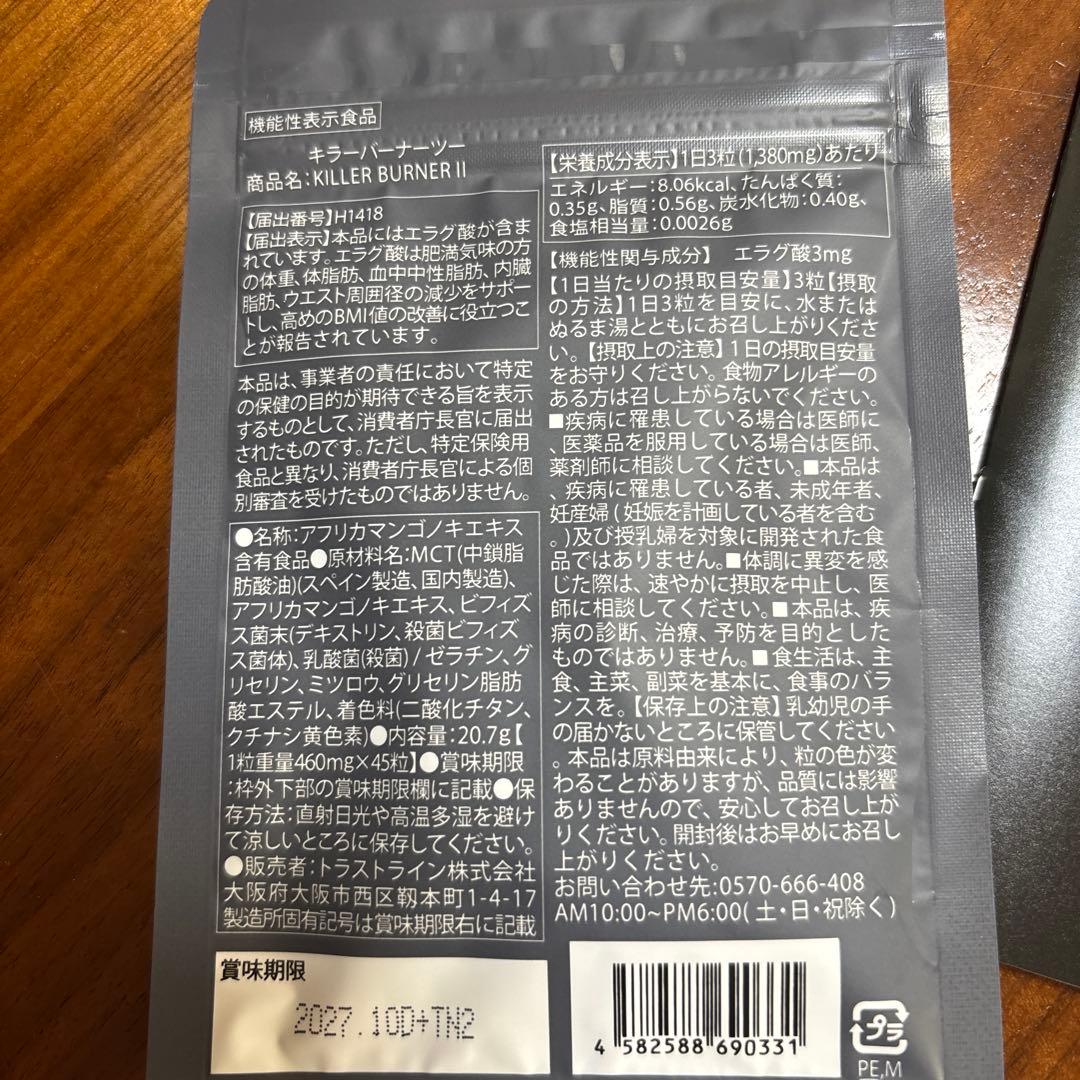 機能性表示食品
キラーバーナーツー
商品名:KILLER BURNER II
【届出番号】H1418
【届出表示】本品にはエラグ酸が含ま
れています。エラグ酸は肥満気味の方
の体重、体脂肪、血中中性脂肪、内臓
脂肪、ウエスト周囲径の減少をサポー
トし、高めのBMI値の改善に役立つこ
とが報告されています。
本品は、事業者の責任において特定
の保健の目的が期待できる旨を表示
するものとして、消費者庁長官に届出
されたものです。ただし、特定保険用
食品と異なり、消費者庁長官による個
別審査を受けたものではありません。
●名称:アフリカマンゴノキエキス
含有食品●原材料名:MCT(中鎖脂
肪酸油)(スペイン製造、国内製造)、
アフリカマンゴノキエキス、ビフィズ
ス菌末(デキストリン、殺菌ビフィズ
ス菌体)、乳酸菌(殺菌) / ゼラチン、グ
リセリン、ミツロウ、グリセリン脂肪
酸エステル、着色料(二酸化チタン、
クチナシ黄色素)●内容量:20.7g【
1粒重量460mg×45粒】●賞味期限
:枠外下部の賞味期限欄に記載●保
存方法:直射日光や高温多湿を避け
て涼しいところに保存してください。
●販売者:トラストライン株式会社
大阪府大阪市西区靱本町1-4-17
製造所固有記号は賞味期限右に記載
【栄養成分表示】1日3粒(1,380mg)あたり
エネルギー:8.06kcal、たんぱく質:
0.35g、脂質:0.56g、炭水化物:0.40g、
食塩相当量:0.0026g
【機能性関与成分】 エラグ酸3mg
【1日当たりの摂取目安量】3粒【摂取
の方法】1日3粒を目安に、水または
ぬるま湯とともにお召し上がりくださ
い。【摂取上の注意】1日の摂取目安量
をお守りください。食物アレルギーの
ある方は召し上がらないでください。
■疾病に罹患している場合は医師に
、医薬品を服用している場合は医師、
薬剤師に相談してください。■本品は
、疾病に罹患している者、未成年者、
妊産婦(妊娠を計画している者を含む
。)及び授乳婦を対象に開発された食
品ではありません。■体調に異変を感
じた際は、速やかに摂取を中止し、医
師に相談してください。■本品は、疾
病の診断、治療、予防を目的とした
ものではありません。■食生活は、主
食、主菜、副菜を基本に、食事のバラ
ンスを。【保存上の注意】乳幼児の手
の届かないところに保管してください
。本品は原料由来により、粒の色が変
わることがありますが、品質には影響
ありませんので、安心してお召し上が
りください。開封後はお早めにお召し
上がりください。
お問い合わせ先:0570-666-408
AM10:00~PM6:00(土・日・祝除く)
賞味期限
2027.10D+TN2
4 582588 690331
プラ
PE,M